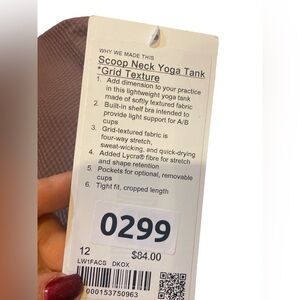 WHY WE MADE THIS
Scoop Neck Yoga Tank
*Grid Texture
1. Add dimension to your practice
in this lightweight yoga tank
made of softly textured fabric
2. Built-in shelf bra intended to
provide light support for A/B
cups
3. Grid-textured fabric is
four-way stretch,
sweat-wicking, and quick-drying
4. Added Lycra® fibre for stretch
and shape retention
5. Pockets for optional, removable
cups
6. Tight fit, cropped length
0299
12 $84.00
LW1FACS DKOX
000153750963